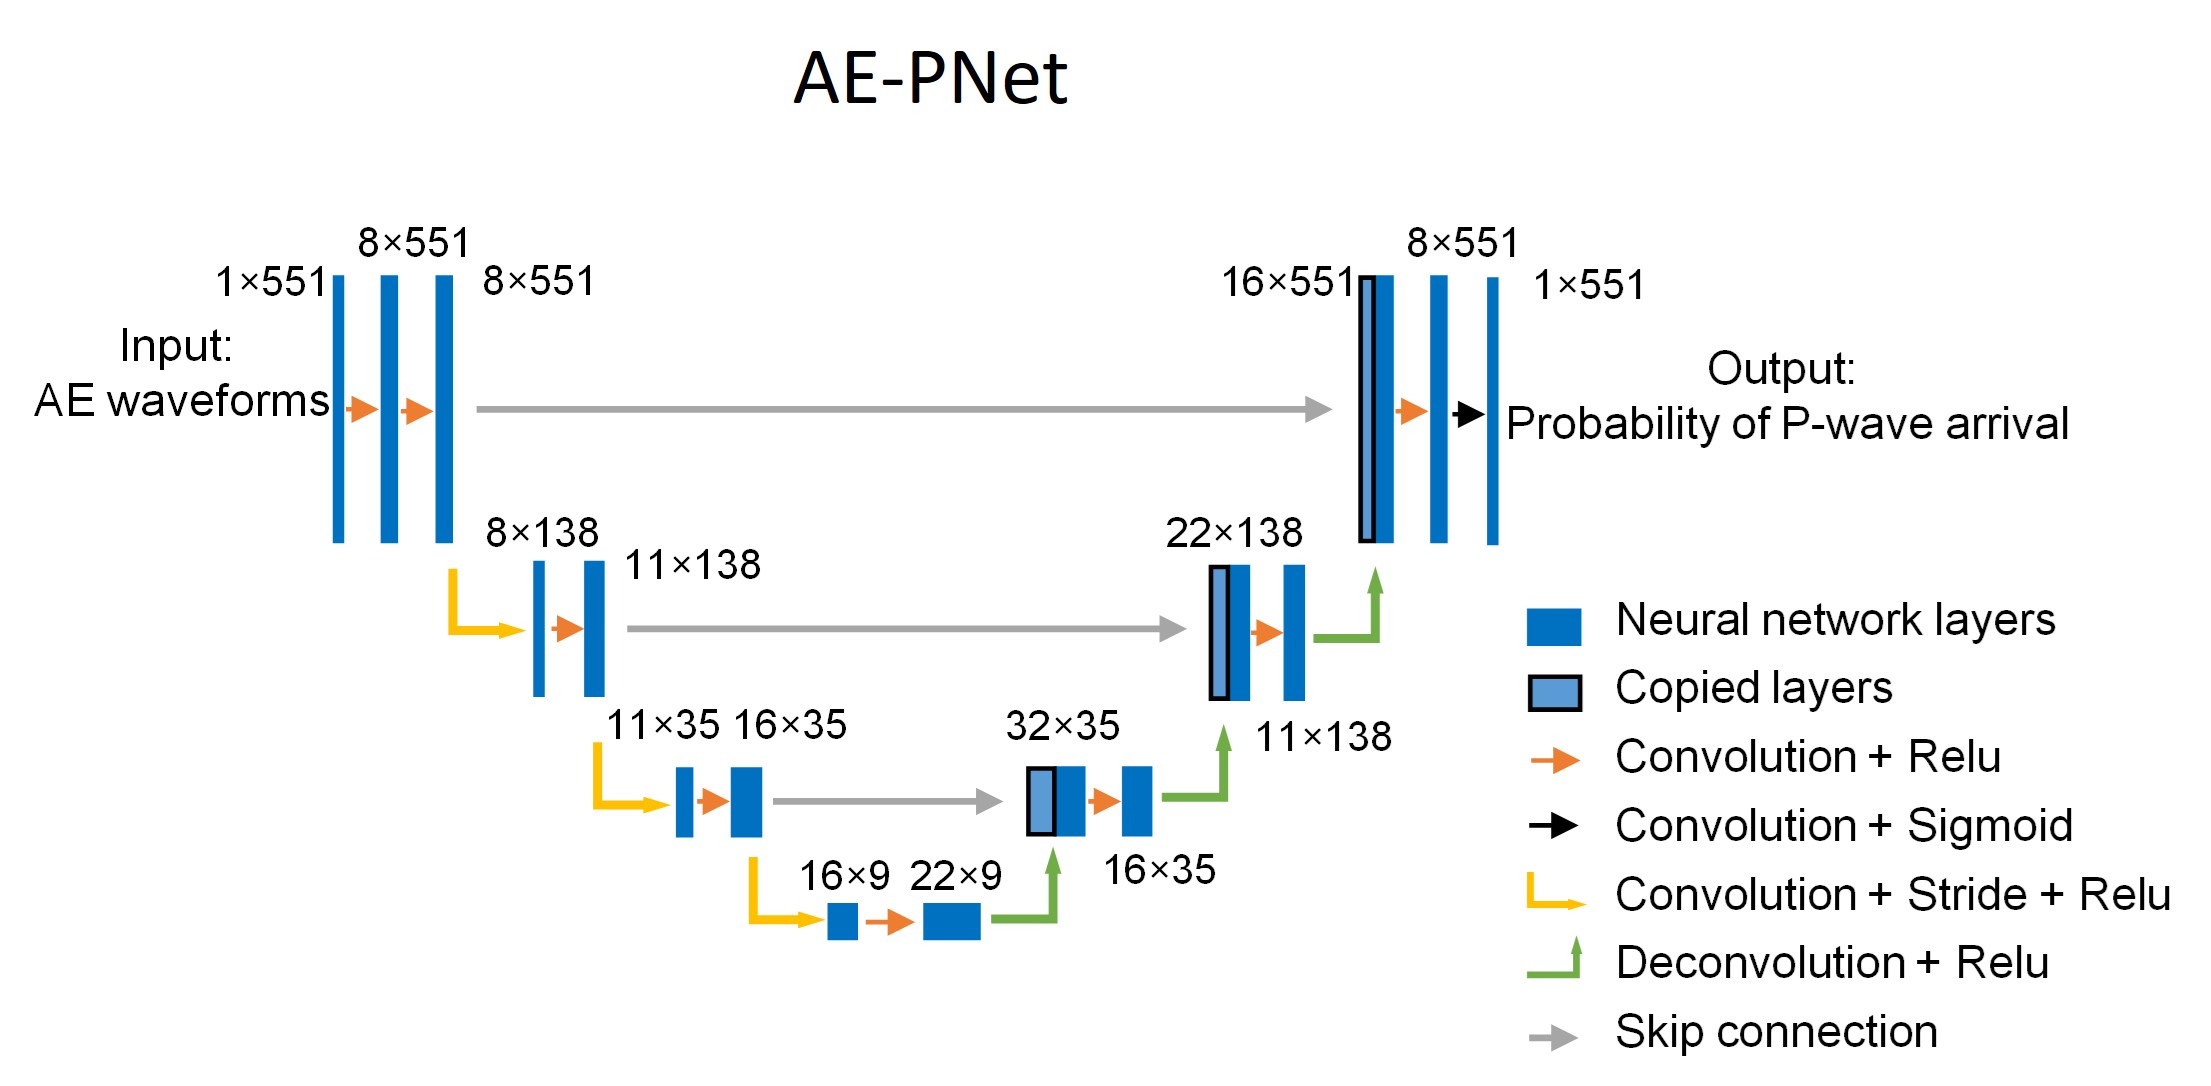 AE-PNet
8×551
1×551
8×551
Input:
AE waveforms
8×138
11×138
11×35 16×35
16×9 22×9
32×35
16×35
22×138
11×138
16×551
8×551
1×551
Output:
Probability of P-wave arrival
Neural network layers
Copied layers
Convolution + Relu
Convolution + Sigmoid
Convolution + Stride + Relu
Deconvolution + Relu
Skip connection